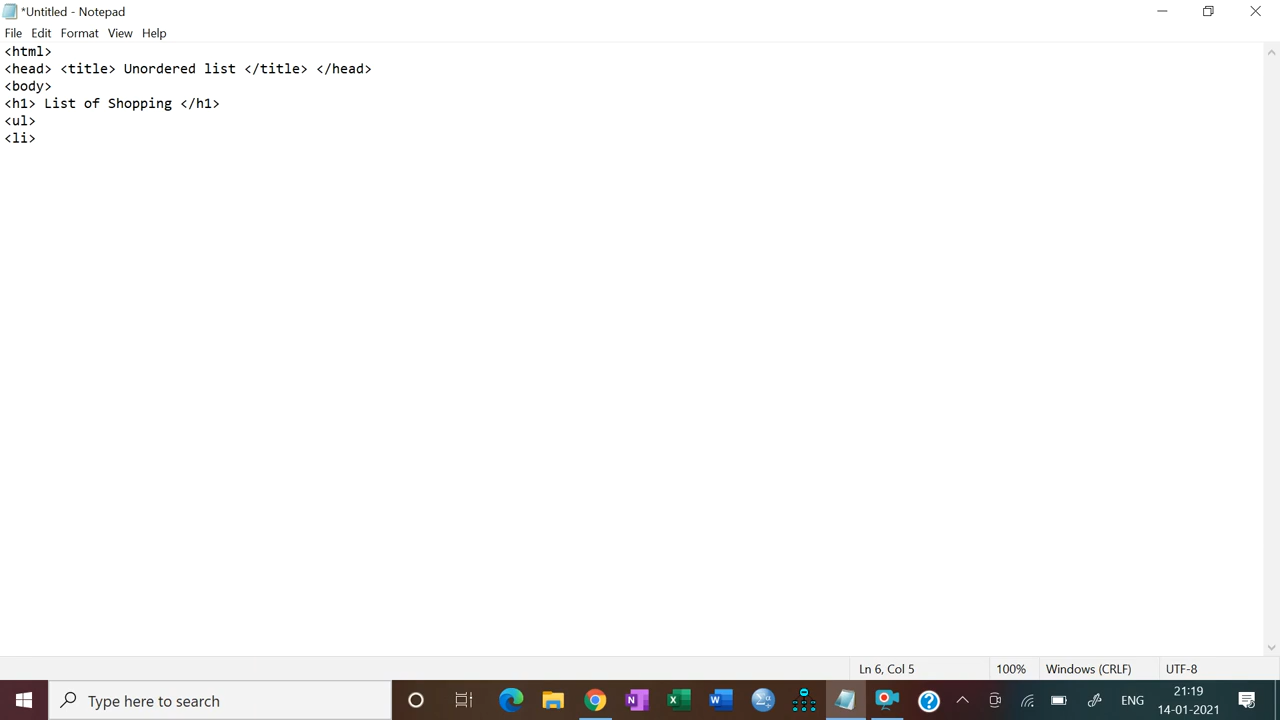 *Untitled - Notepad
File Edit Format View Help
<html>
<head> <title> Unordered list </title> </head>
<body>
<h1> List of Shopping </h1>
<ul>
<li>
Ln 6, Col 5 100% Windows (CRLF) UTF-8
Type here to search
ENG
21:19
14-01-2021